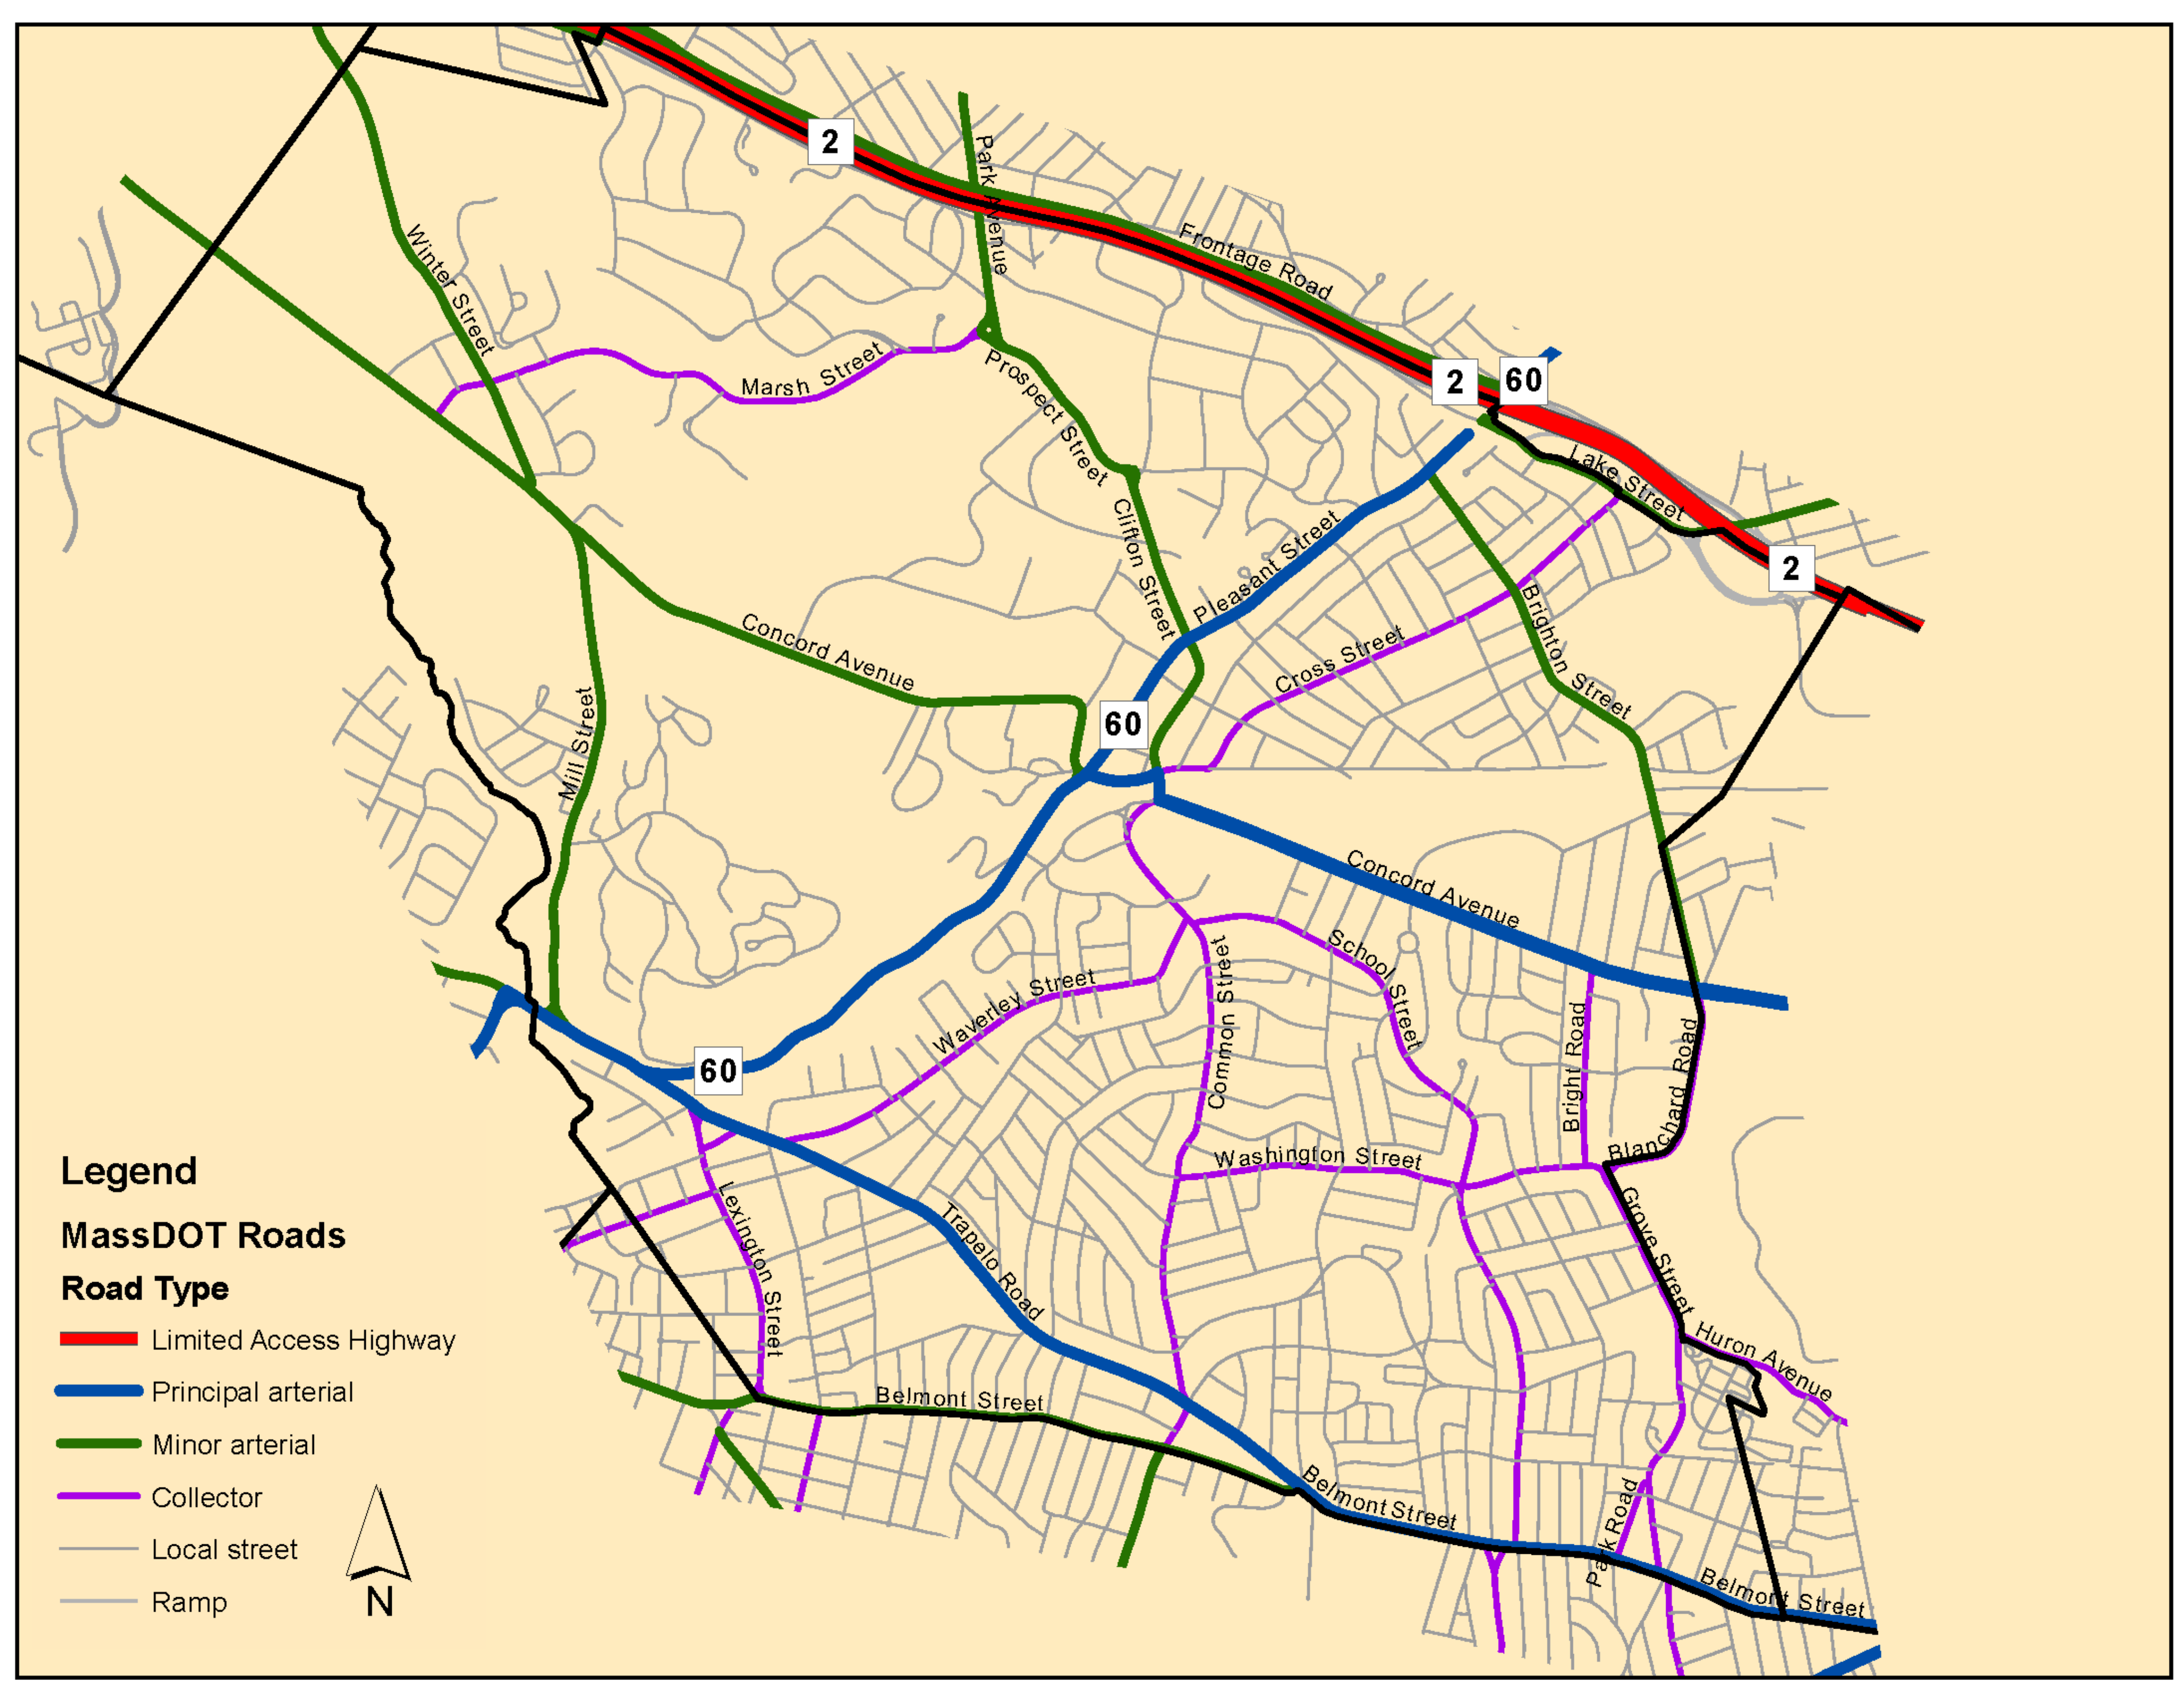 2
Park Avenue
Frontage Road
Winter Street
Marsh Street
Prospect Street
2
60
Lake Street
2
Clifton Street
Pleasant Street
Brighton Street
Cross Street
Concord Avenue
Mill Street
60
Concord Avenue
School Street
Common Street
Waverley Street
Bright Road
Blanchard Road
60
Washington Street
Lexington Street
Trapelo Road
Grove Street
Huron Avenue
Belmont Street
Belmont Street
Park Road
Belmont Street
Legend
MassDOT Roads
Road Type
Limited Access Highway
Principal arterial
Minor arterial
Collector
Local street
Ramp
N